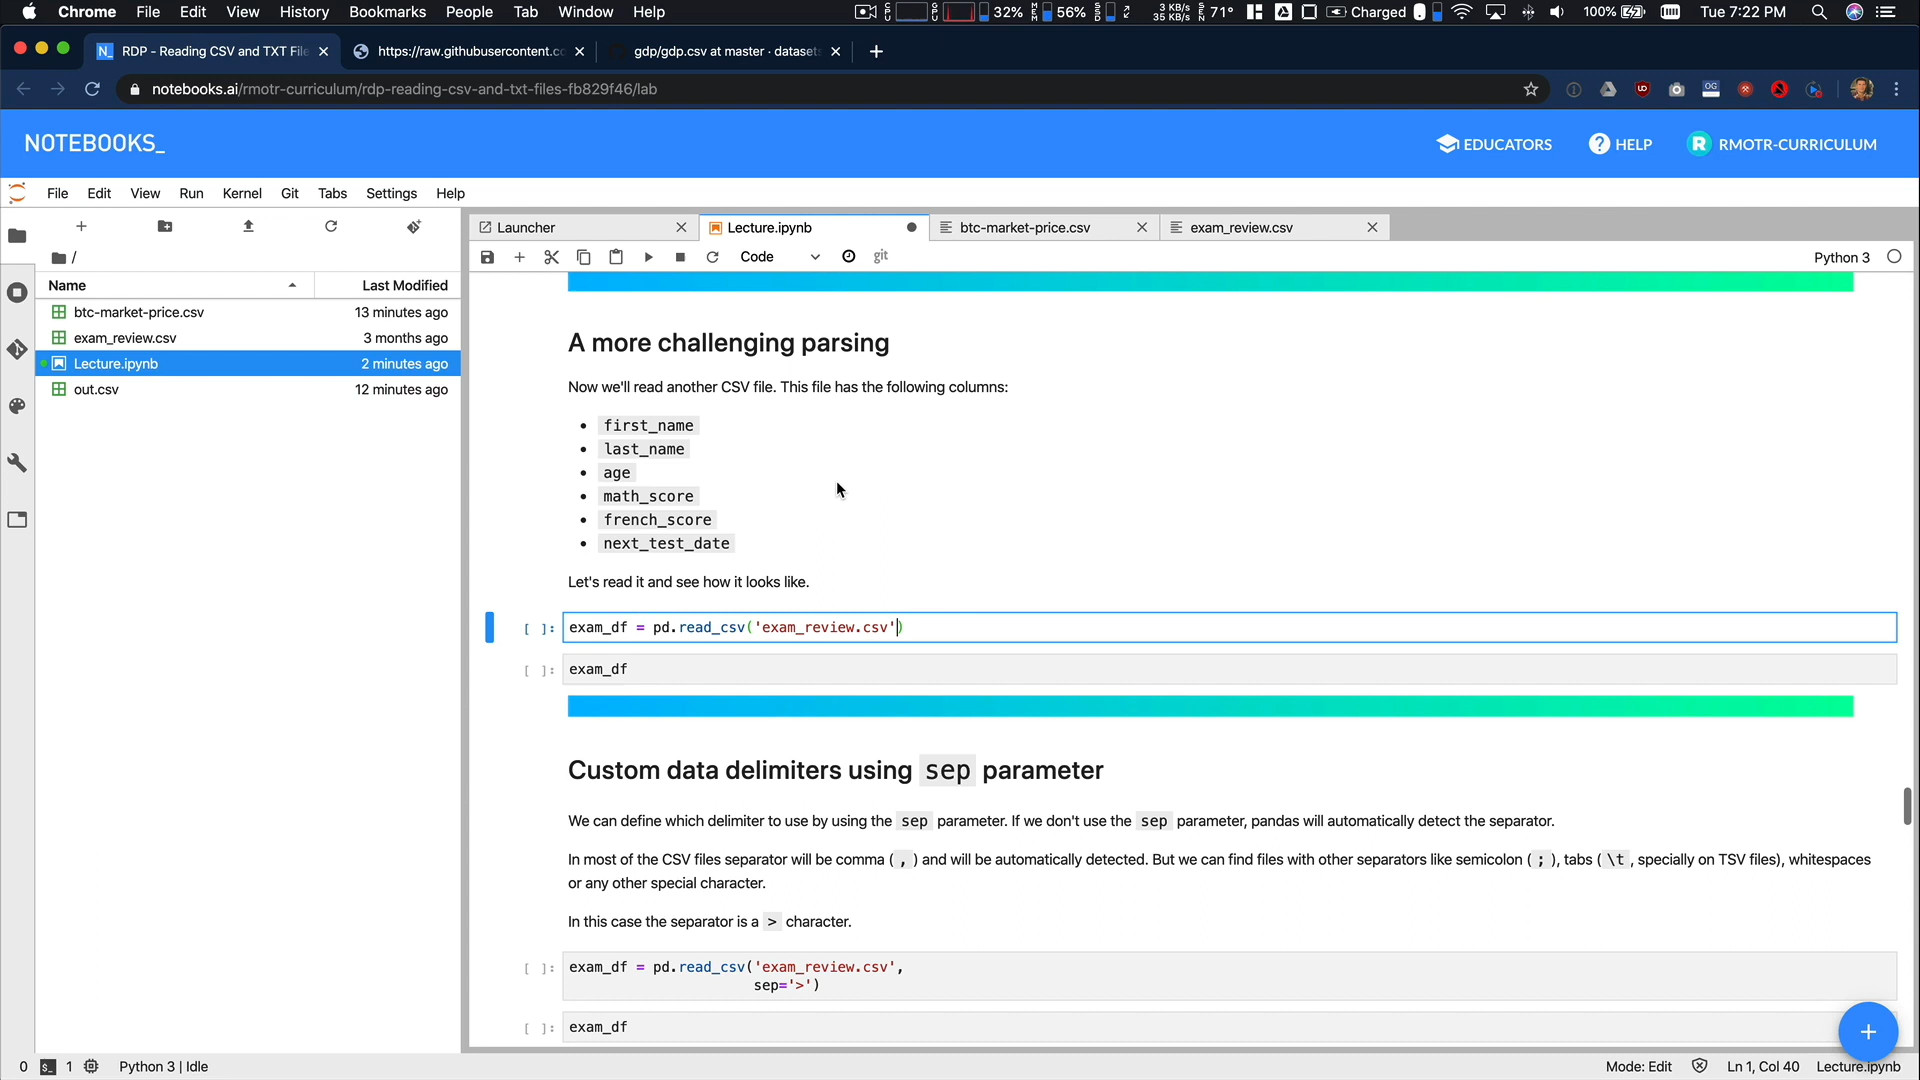 Chrome File Edit View History Bookmarks People Tab Window Help 32% 56% 3 KB/s 35 KB/s 71° Charged 100% Tue 7:22 PM
RDP - Reading CSV and TXT File
https://raw.githubusercontent.co
gdp/gdp.csv at master · datasets
notebooks.ai/rmotr-curriculum/rdp-reading-csv-and-txt-files-fb829f46/lab
NOTEBOOKS_
EDUCATORS
HELP
R RMOTR-CURRICULUM
File Edit View Run Kernel Git Tabs Settings Help
Launcher
Lecture.ipynb
btc-market-price.csv
exam_review.csv
Code
git
Python 3
/
Name Last Modified
btc-market-price.csv 13 minutes ago
exam_review.csv 3 months ago
Lecture.ipynb 2 minutes ago
out.csv 12 minutes ago
A more challenging parsing
Now we'll read another CSV file. This file has the following columns:
first_name
last_name
age
math_score
french_score
next_test_date
Let's read it and see how it looks like.
[ ]: exam_df = pd.read_csv('exam_review.csv')
[ ]: exam_df
Custom data delimiters using sep parameter
We can define which delimiter to use by using the sep parameter. If we don't use the sep parameter, pandas will automatically detect the separator.
In most of the CSV files separator will be comma ( , ) and will be automatically detected. But we can find files with other separators like semicolon ( ; ), tabs ( \t , specially on TSV files), whitespaces
or any other special character.
In this case the separator is a > character.
[ ]: exam_df = pd.read_csv('exam_review.csv',
sep='>')
[ ]: exam_df
0 1 Python 3 | Idle
Mode: Edit Ln 1, Col 40 Lecture.ipynb